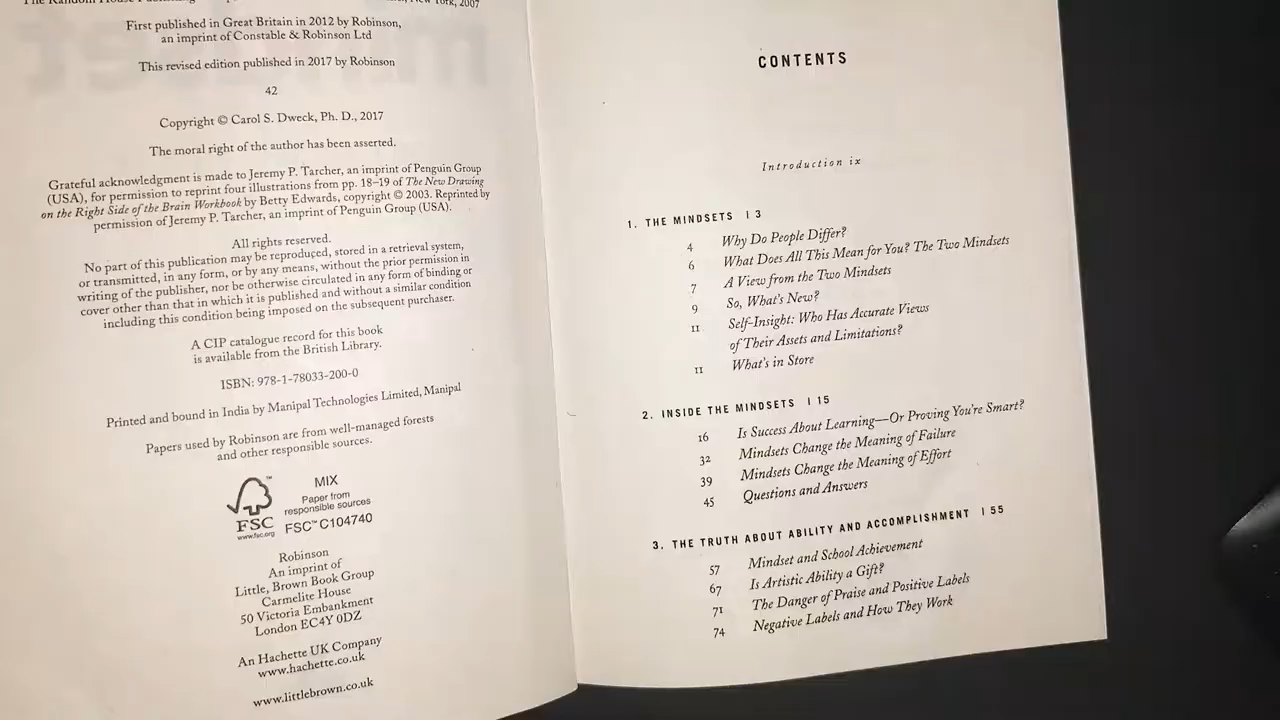 The Random House Publishing
New York, 2007
First published in Great Britain in 2012 by Robinson,
an imprint of Constable & Robinson Ltd
This revised edition published in 2017 by Robinson
42
Copyright © Carol S. Dweck, Ph. D., 2017
The moral right of the author has been asserted.
Grateful acknowledgment is made to Jeremy P. Tarcher, an imprint of Penguin Group
(USA), for permission to reprint four illustrations from pp. 18–19 of The New Drawing
on the Right Side of the Brain Workbook by Betty Edwards, copyright © 2003. Reprinted by
permission of Jeremy P. Tarcher, an imprint of Penguin Group (USA).
All rights reserved.
No part of this publication may be reproduced, stored in a retrieval system,
or transmitted, in any form, or by any means, without the prior permission in
writing of the publisher, nor be otherwise circulated in any form of binding or
cover other than that in which it is published and without a similar condition
including this condition being imposed on the subsequent purchaser.
A CIP catalogue record for this book
is available from the British Library.
ISBN: 978-1-78033-200-0
Printed and bound in India by Manipal Technologies Limited, Manipal
Papers used by Robinson are from well-managed forests
and other responsible sources.
FSC
www.fsc.org
MIX
Paper from
responsible sources
FSC™ C104740
Robinson
An imprint of
Little, Brown Book Group
Carmelite House
50 Victoria Embankment
London EC4Y 0DZ
An Hachette UK Company
www.hachette.co.uk
www.littlebrown.co.uk
CONTENTS
Introduction ix
1. THE MINDSETS | 3
4 Why Do People Differ?
6 What Does All This Mean for You? The Two Mindsets
7 A View from the Two Mindsets
9 So, What's New?
11 Self-Insight: Who Has Accurate Views
of Their Assets and Limitations?
11 What's in Store
2. INSIDE THE MINDSETS | 15
16 Is Success About Learning—Or Proving You're Smart?
32 Mindsets Change the Meaning of Failure
39 Mindsets Change the Meaning of Effort
45 Questions and Answers
3. THE TRUTH ABOUT ABILITY AND ACCOMPLISHMENT | 55
57 Mindset and School Achievement
67 Is Artistic Ability a Gift?
71 The Danger of Praise and Positive Labels
74 Negative Labels and How They Work